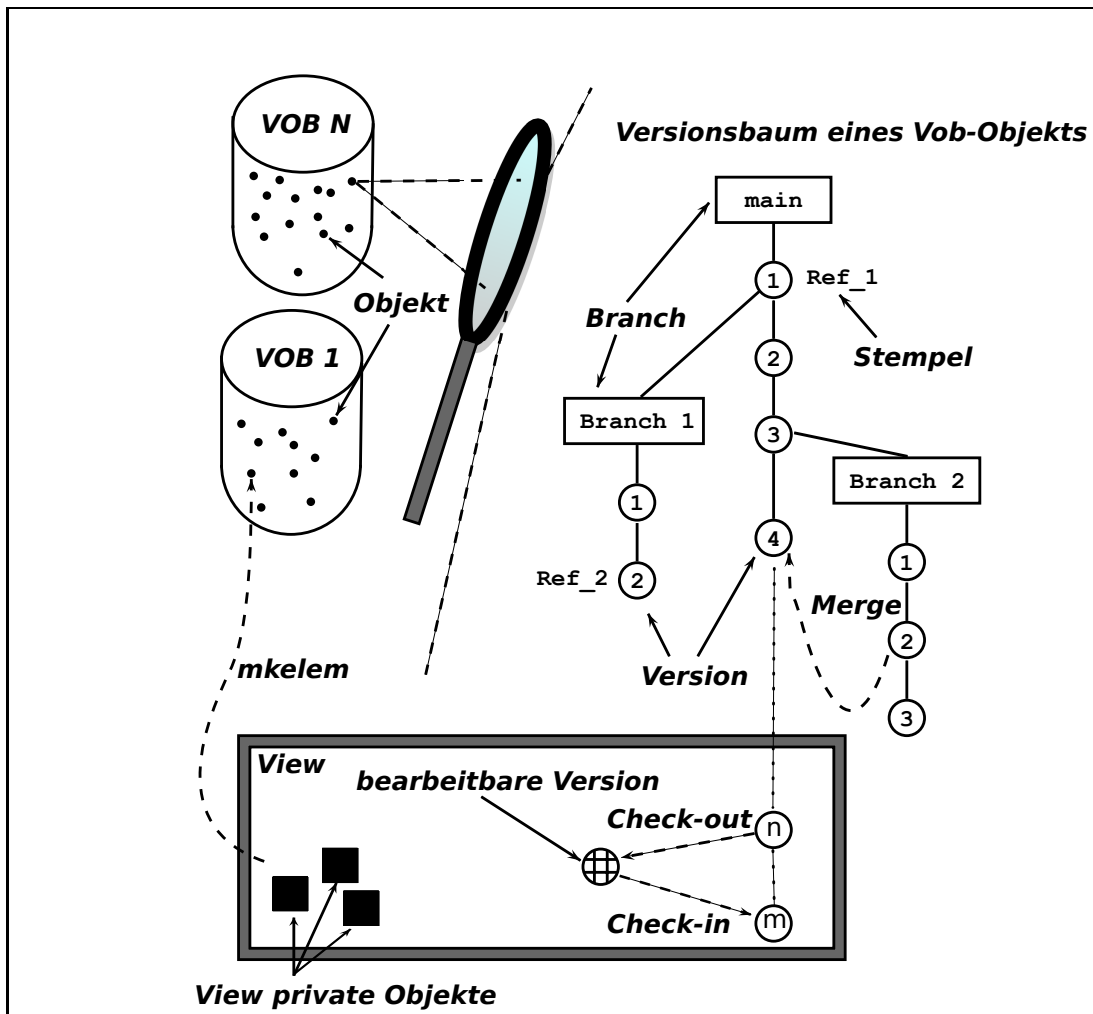 VOB N
Versionsbaum eines Vob-Objekts
main
1
Ref_1
Objekt
Branch
Stempel
VOB 1
2
Branch 1
3
Branch 2
1
4
1
Ref_2
2
Merge
2
mkelem
Version
3
View
bearbeitbare Version
Check-out
n
Check-in
m
View private Objekte